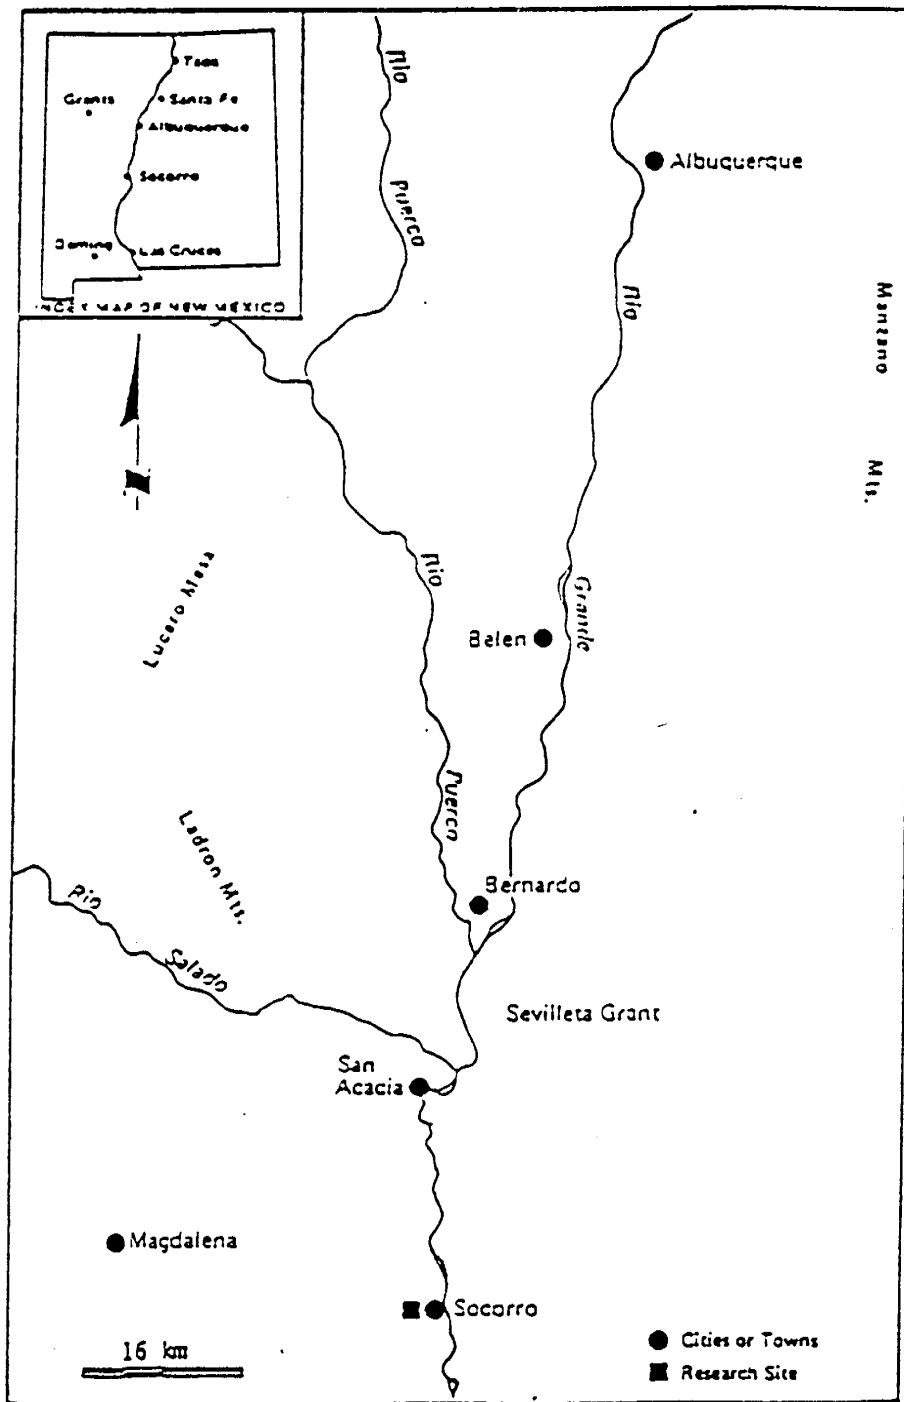 Taos
Grants
Santa Fe
Albuquerque
Socorro
Deming
Las Cruces
INDEX MAP OF NEW MEXICO
Rio
Puerco
Albuquerque
Rio
Manzano
Mts.
N
Lucero Mesa
Rio
Grande
Belen
Puerco
Ladron Mts.
Bernardo
Rio
Salado
Sevilleta Grant
San
Acacia
Magdalena
Socorro
16 km
Cities or Towns
Research Site